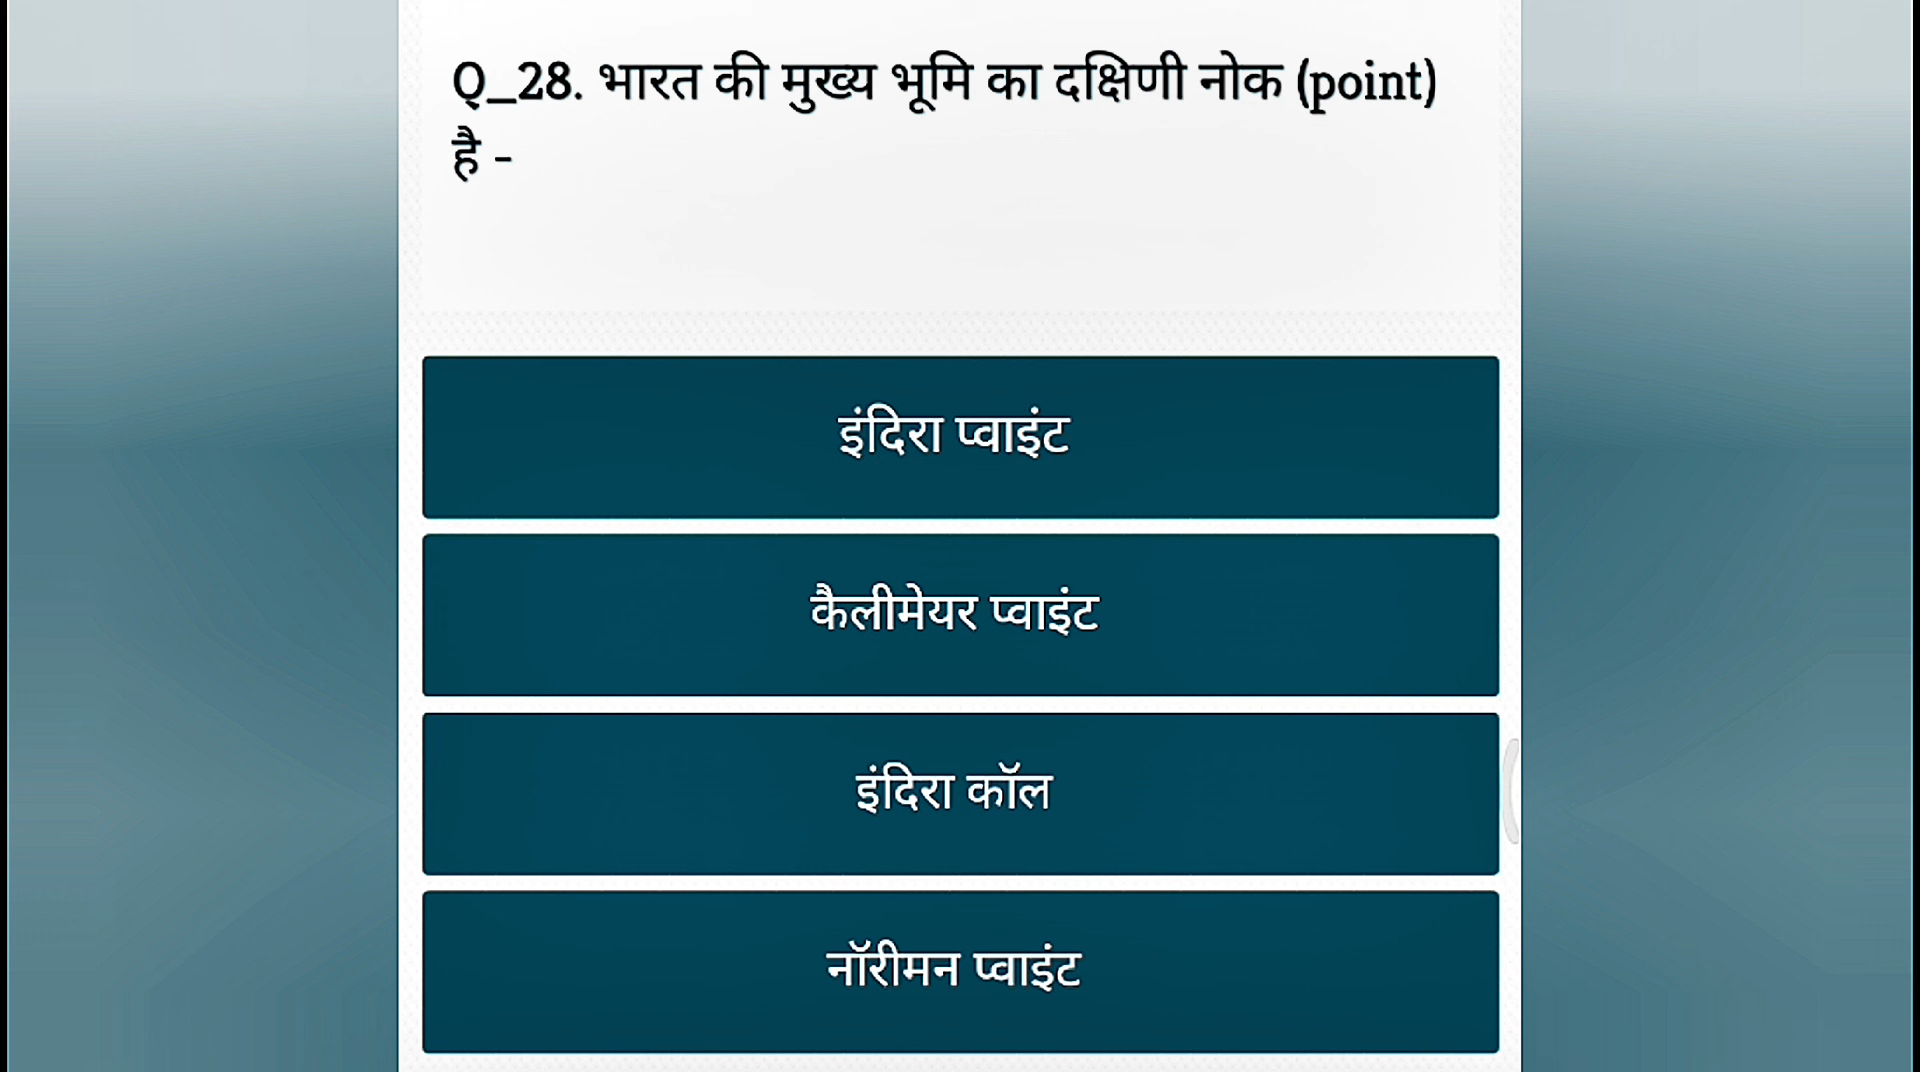 Q_28. भारत की मुख्य भूमि का दक्षिणी नोक (point)
है -
इंदिरा प्वाइंट
कैलीमेयर प्वाइंट
इंदिरा कॉल
नॉरीमन प्वाइंट